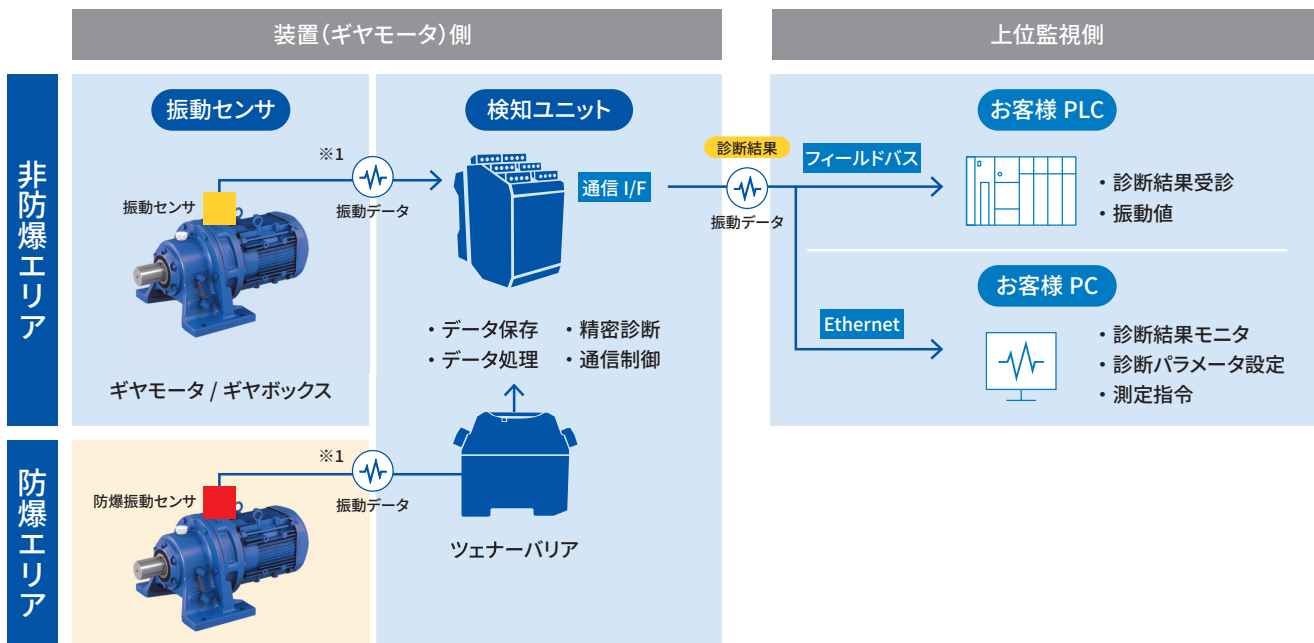 装置（ギヤモータ）側
上位監視側
非防爆エリア
振動センサ
検知ユニット
お客様 PLC
※1
振動センサ
振動データ
通信 I/F
診断結果
振動データ
フィールドバス
・診断結果受診
・振動値
お客様 PC
Ethernet
・診断結果モニタ
・診断パラメータ設定
・測定指令
・データ保存 ・精密診断
・データ処理 ・通信制御
ギヤモータ / ギヤボックス
防爆エリア
※1
防爆振動センサ
振動データ
ツェナーバリア